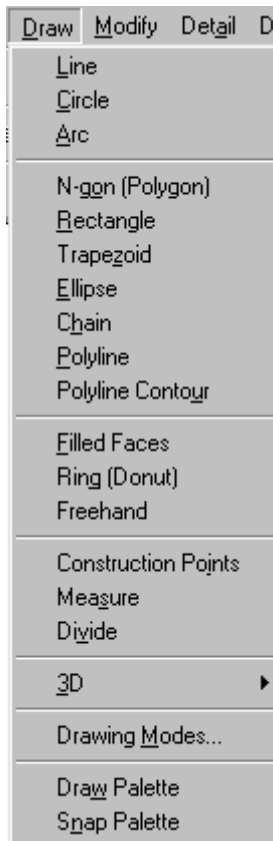 Draw Modify Detail D
Line
Circle
Arc
N-gon (Polygon)
Rectangle
Trapezoid
Ellipse
Chain
Polyline
Polyline Contour
Filled Faces
Ring (Donut)
Freehand
Construction Points
Measure
Divide
3D
Drawing Modes...
Draw Palette
Snap Palette